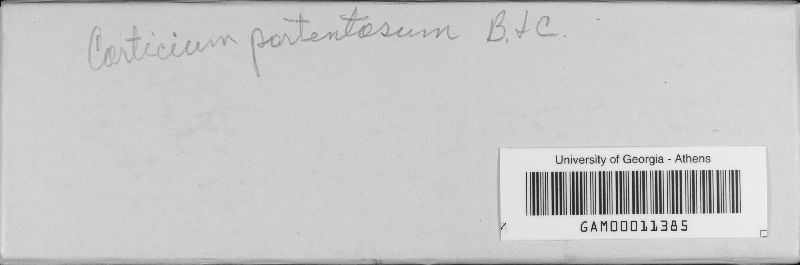 Corticium portentosum B. & C.
University of Georgia - Athens
GAM00011385